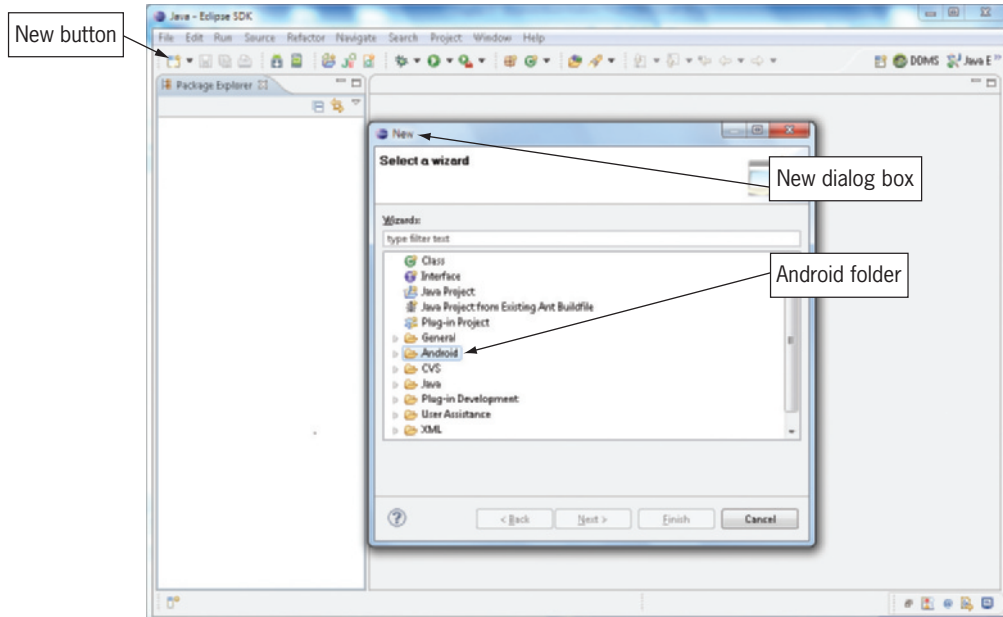 Java - Eclipse SDK
New button
File Edit Run Source Refactor Navigate Search Project Window Help
DDMS Java E
Package Explorer
New
Select a wizard
New dialog box
Wizards:
type filter text
Class
Interface
Android folder
Java Project
Java Project from Existing Ant Buildfile
Plug-in Project
General
Android
CVS
Java
Plug-in Development
User Assistance
XML
< Back Next > Finish Cancel